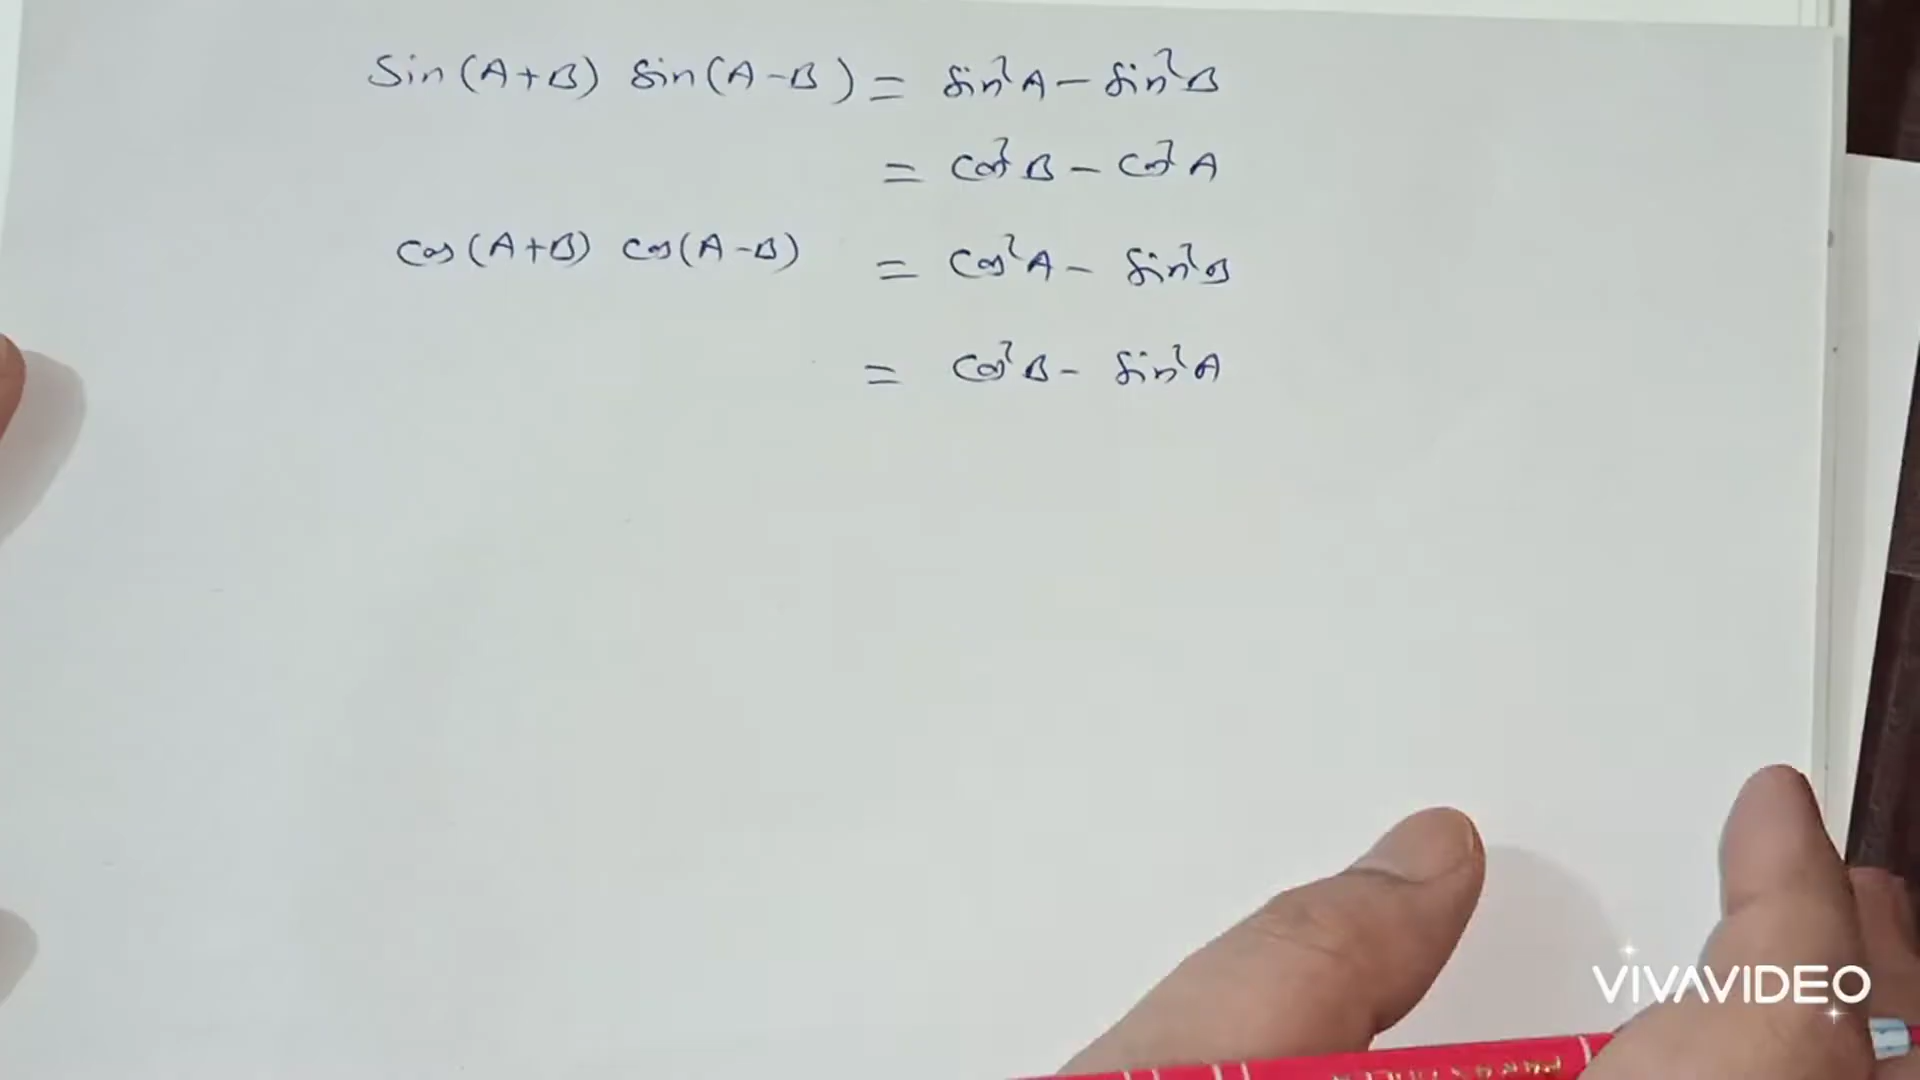 Sin(A+B) Sin(A-B) = Sin²A - Sin²B
= Cos²B - Cos²A
Cos(A+B) Cos(A-B) = Cos²A - Sin²B
= Cos²B - Sin²A
VIVAVIDEO